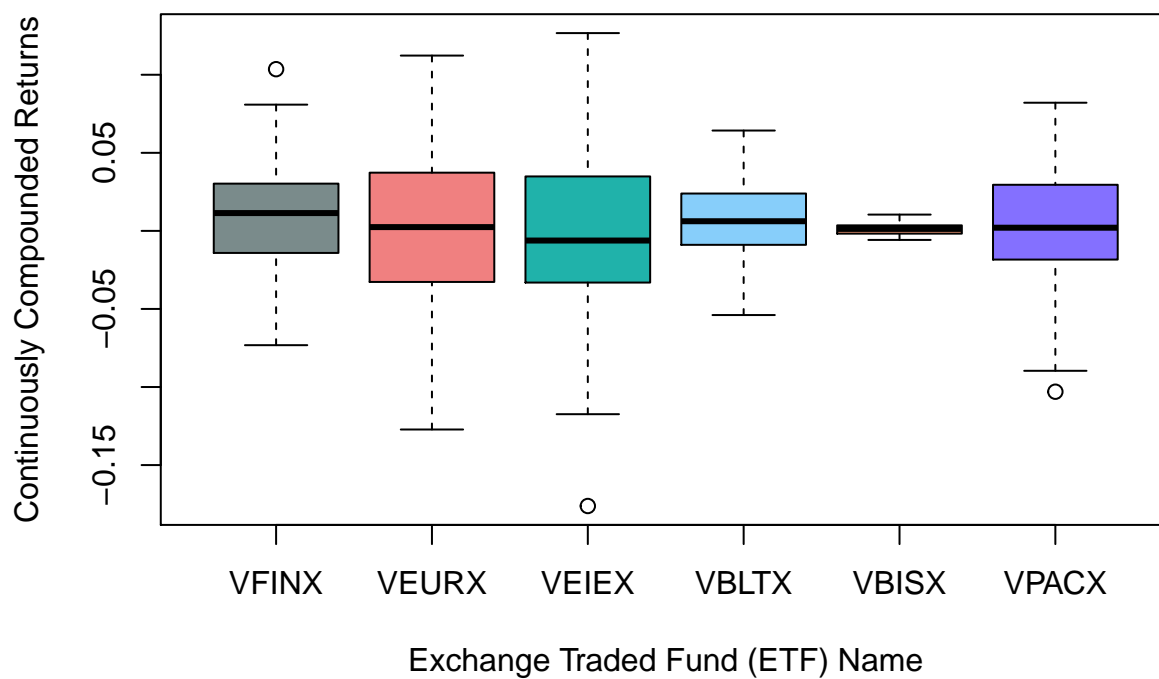 Continuously Compounded Returns
0.05
−0.05
−0.15
VFINX VEURX VEIEX VBLTX VBISX VPACX
Exchange Traded Fund (ETF) Name